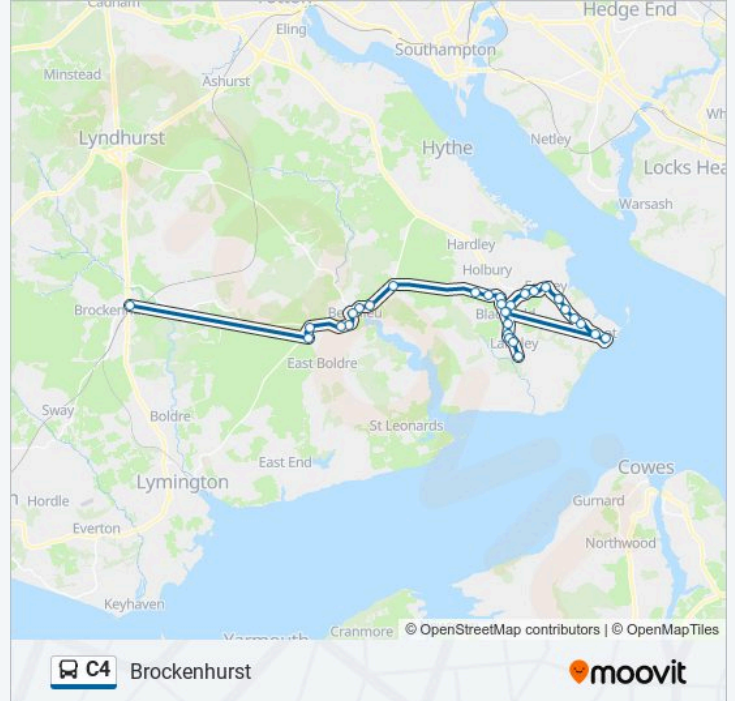 Hedge End
Eling
Southampton
Minstead
Ashurst
Lyndhurst
Netley
Hythe
Locks Hea
Warsash
Hardley
Holbury
East Boldre
Sway
Boldre
St Leonards
East End
Lymington
Cowes
Hordle
Gurnard
Everton
Northwood
Keyhaven
Cranmore
© OpenStreetMap contributors | © OpenMapTiles
C4 Brockenhurst
moovit